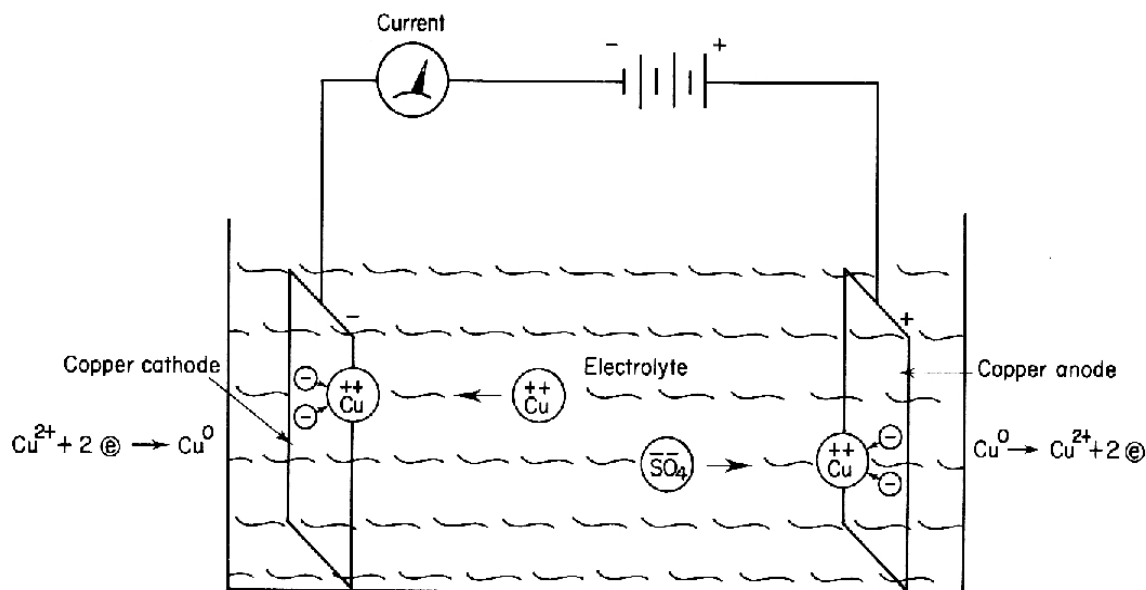 Current
- +
-
+
Copper cathode
Electrolyte
Copper anode
- ++ Cu
-
++ Cu
Cu²⁺ + 2 e → Cu⁰
SO₄⁻⁻
++ Cu -
-
Cu⁰ → Cu²⁺ + 2 e